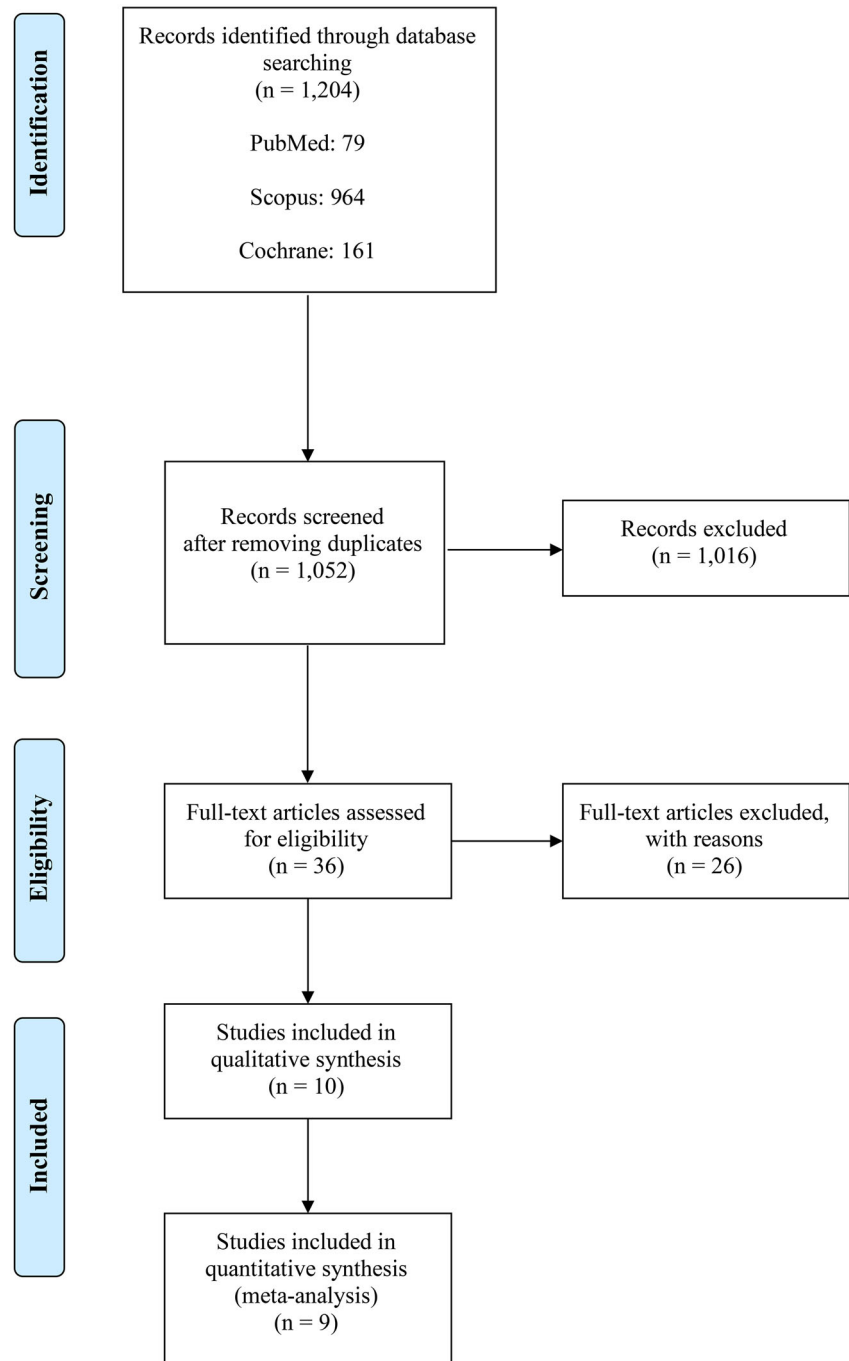 Identification
Records identified through database
searching
(n = 1,204)
PubMed: 79
Scopus: 964
Cochrane: 161
Screening
Records screened
after removing duplicates
(n = 1,052)
Records excluded
(n = 1,016)
Eligibility
Full-text articles assessed
for eligibility
(n = 36)
Full-text articles excluded,
with reasons
(n = 26)
Included
Studies included in
qualitative synthesis
(n = 10)
Studies included in
quantitative synthesis
(meta-analysis)
(n = 9)